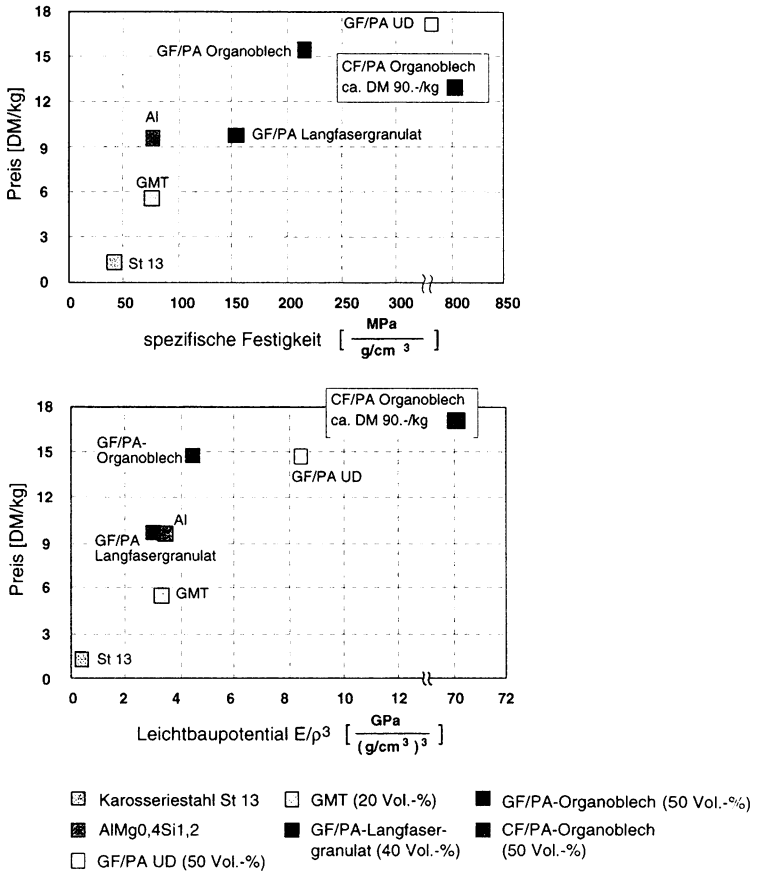 18
15
12
9
6
3
0
Preis [DM/kg]
GF/PA UD
GF/PA Organoblech
CF/PA Organoblech
ca. DM 90.-/kg
Al
GF/PA Langfasergranulat
GMT
St 13
0 50 100 150 200 250 300 800 850
spezifische Festigkeit [ MPa / g/cm³ ]
18
15
12
9
6
3
0
Preis [DM/kg]
CF/PA Organoblech
ca. DM 90.-/kg
GF/PA-
Organoblech
GF/PA UD
Al
GF/PA
Langfasergranulat
GMT
St 13
0 2 4 6 8 10 12 70 72
Leichtbaupotential E/ρ³ [ GPa / (g/cm³)³ ]
Karosseriestahl St 13
AlMg0,4Si1,2
GF/PA UD (50 Vol.-%)
GMT (20 Vol.-%)
GF/PA-Langfaser-
granulat (40 Vol.-%)
GF/PA-Organoblech (50 Vol.-%)
CF/PA-Organoblech
(50 Vol.-%)